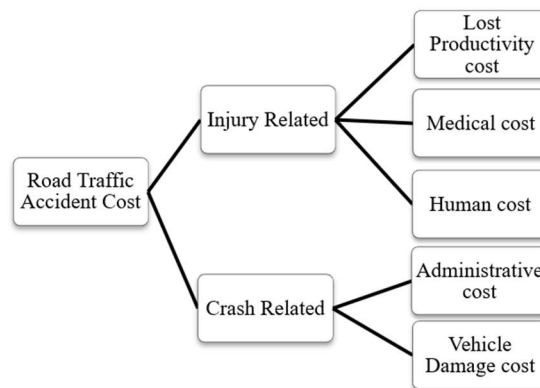 Road Traffic
Accident Cost
Injury Related
Lost
Productivity
cost
Medical cost
Human cost
Crash Related
Administrative
cost
Vehicle
Damage cost